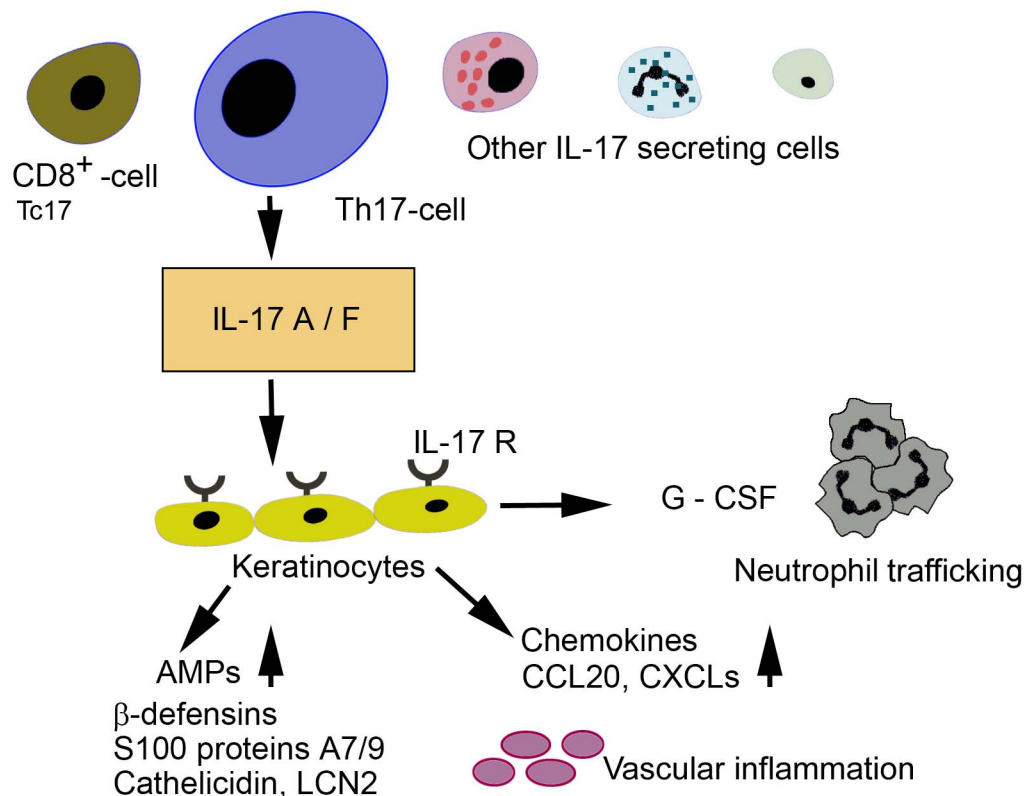 Other IL-17 secreting cells
CD8+ -cell
Tc17
Th17-cell
IL-17 A / F
IL-17 R
G - CSF
Neutrophil trafficking
Keratinocytes
AMPs
β-defensins
S100 proteins A7/9
Cathelicidin, LCN2
Chemokines
CCL20, CXCLs
Vascular inflammation